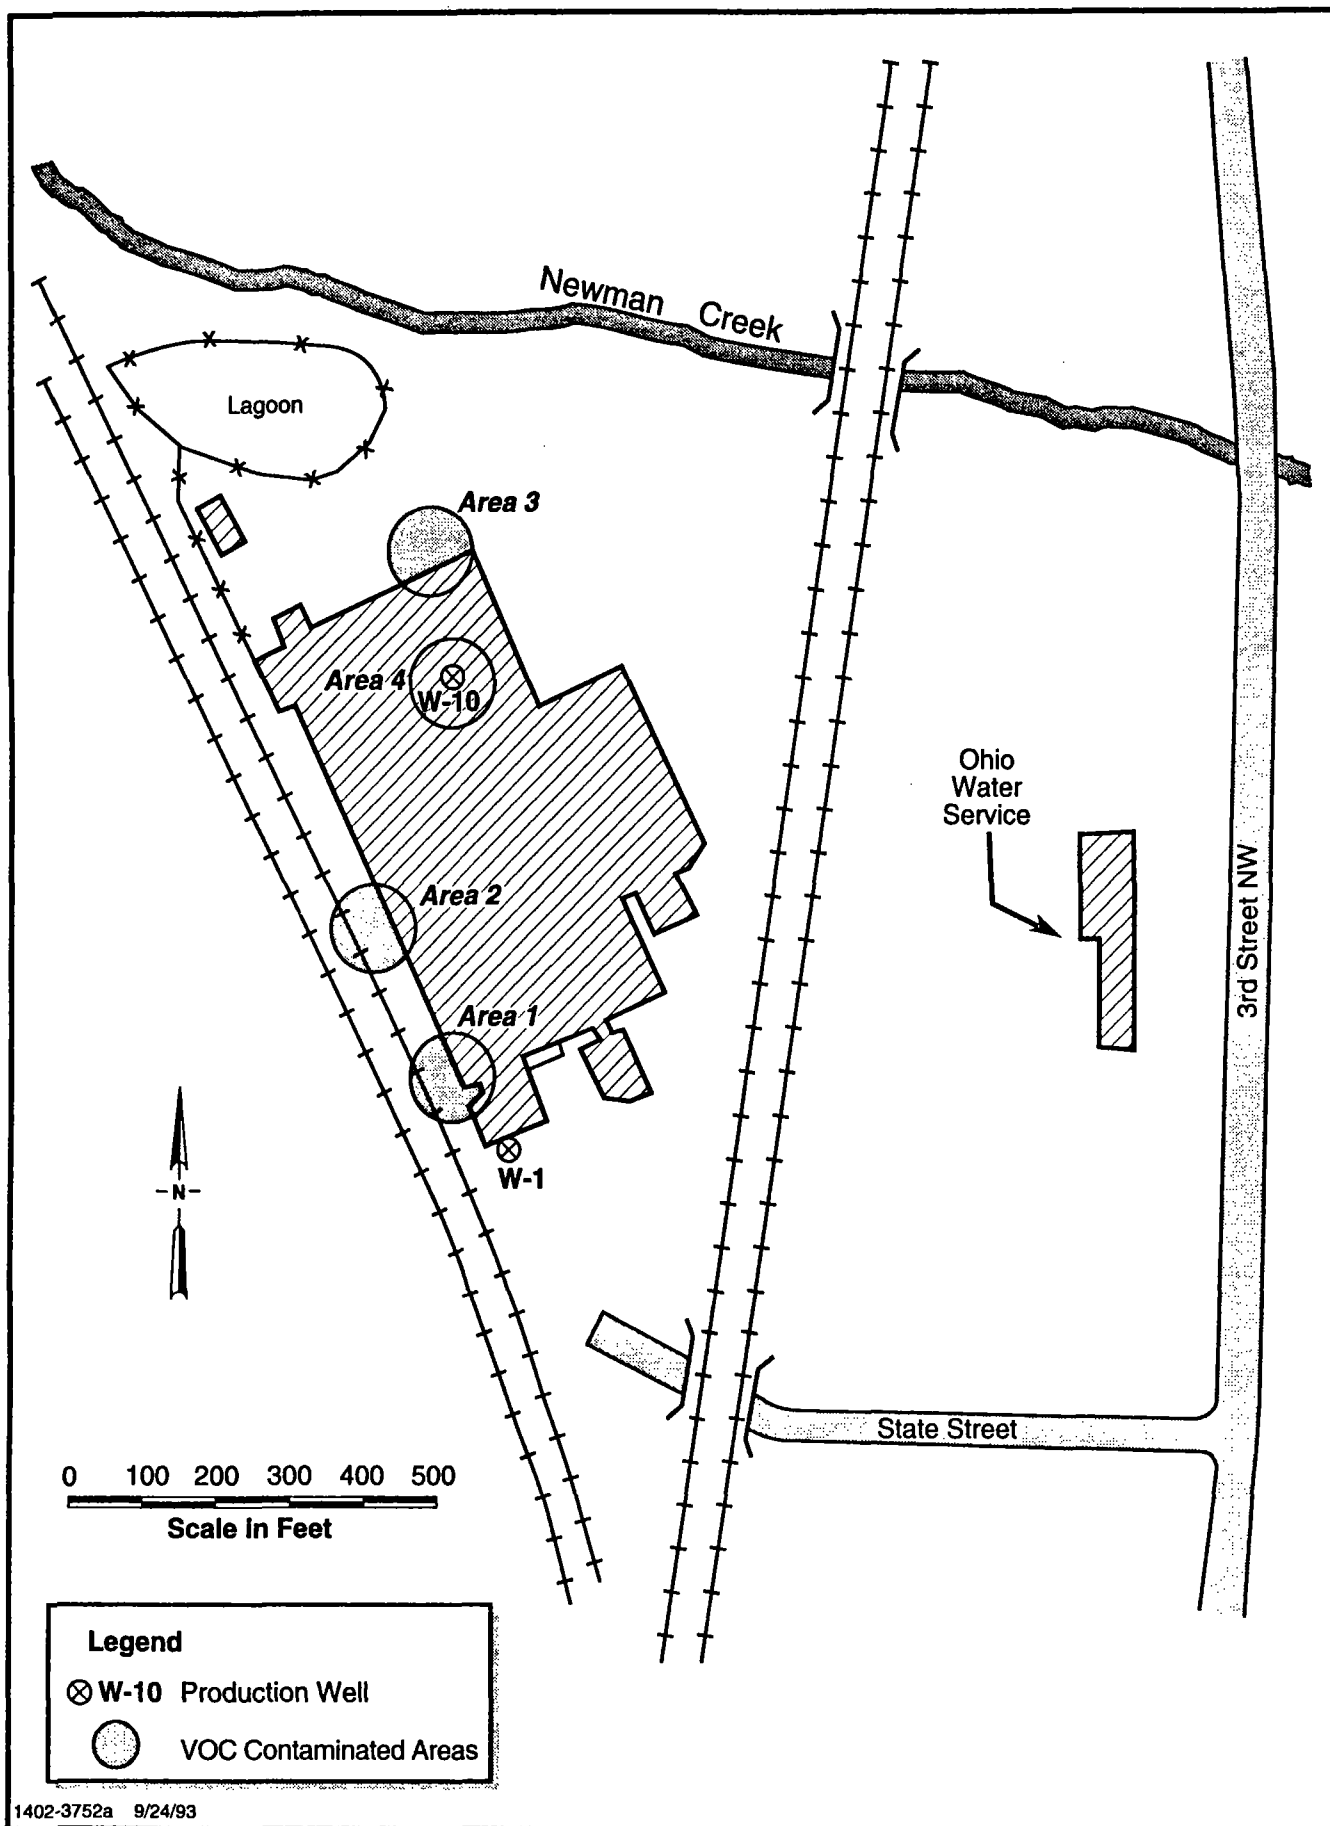 Newman Creek
Lagoon
Area 3
Area 4
W-10
Ohio
Water
Service
Area 2
3rd Street NW
Area 1
W-1
-N-
State Street
0 100 200 300 400 500
Scale in Feet
Legend
W-10 Production Well
VOC Contaminated Areas
1402-3752a 9/24/93